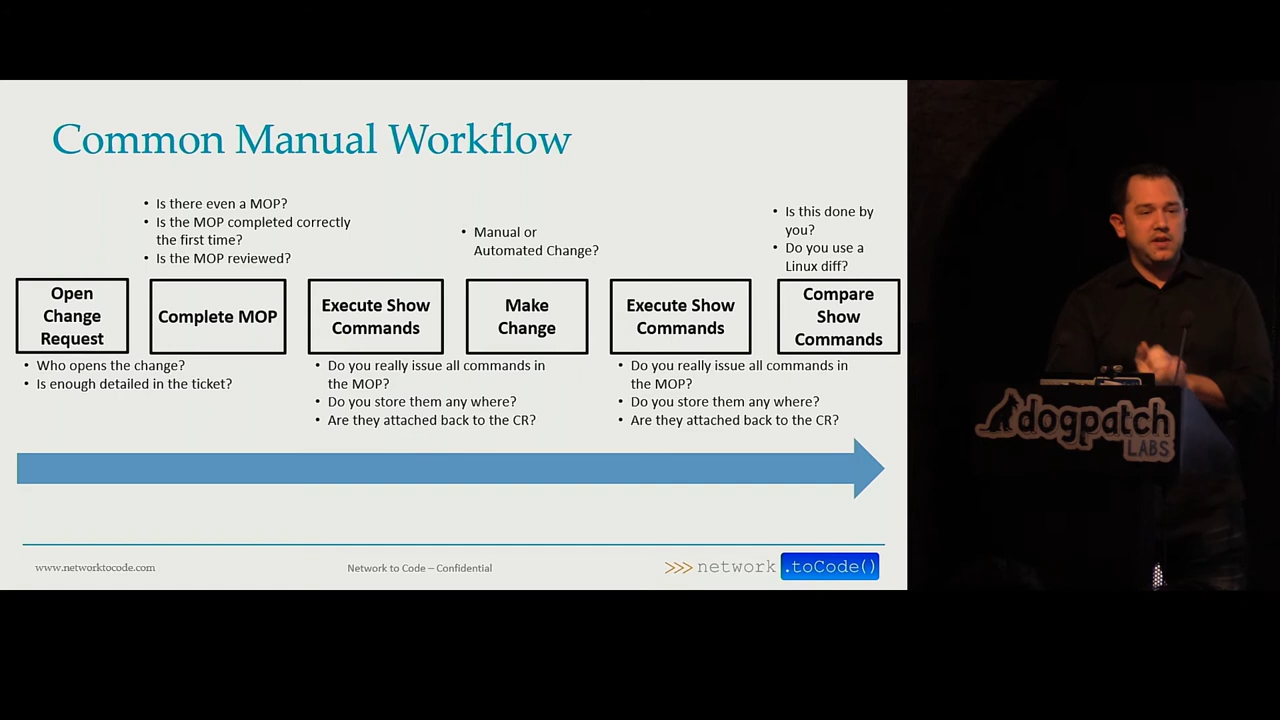 Common Manual Workflow
• Is there even a MOP?
• Is the MOP completed correctly
the first time?
• Is the MOP reviewed?
• Manual or
Automated Change?
• Is this done by
you?
• Do you use a
Linux diff?
Open
Change
Request
Complete MOP
Execute Show
Commands
Make
Change
Execute Show
Commands
Compare
Show
Commands
• Who opens the change?
• Is enough detailed in the ticket?
• Do you really issue all commands in
the MOP?
• Do you store them any where?
• Are they attached back to the CR?
• Do you really issue all commands in
the MOP?
• Do you store them any where?
• Are they attached back to the CR?
www.networktocode.com
Network to Code – Confidential
>>> network .toCode()
dogpatch
LABS